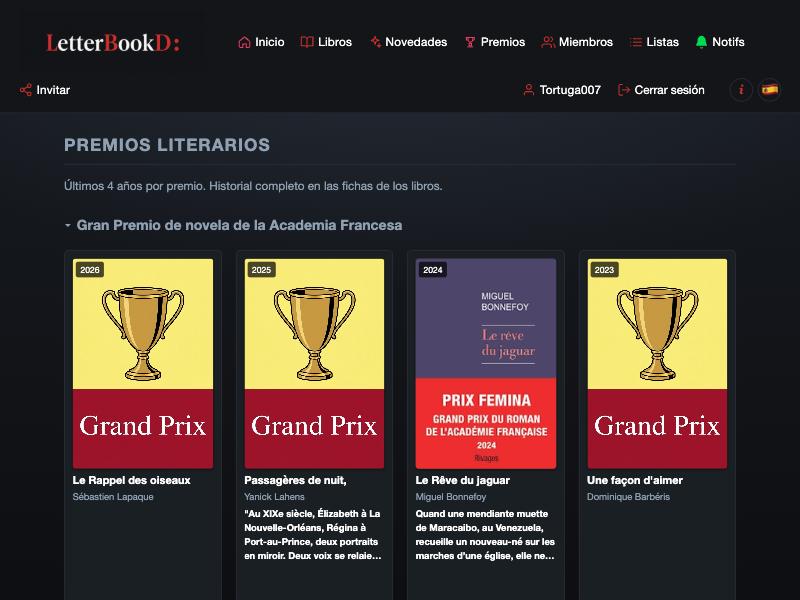 LetterBookD:
Inicio
Libros
Novedades
Premios
Miembros
Listas
Notifs
Invitar
Tortuga007
Cerrar sesión
i
PREMIOS LITERARIOS
Últimos 4 años por premio. Historial completo en las fichas de los libros.
Gran Premio de novela de la Academia Francesa
2026
Grand Prix
Le Rappel des oiseaux
Sébastien Lapaque
2025
Grand Prix
Passagères de nuit,
Yanick Lahens
"Au XIXe siècle, Élizabeth à La
Nouvelle-Orléans, Régina à
Port-au-Prince, deux portraits
en miroir. Deux voix se relaie...
2024
MIGUEL
BONNEFOY
Le rêve
du jaguar
PRIX FEMINA
GRAND PRIX DU ROMAN
DE L'ACADÉMIE FRANÇAISE
2024
Rivages
Le Rêve du jaguar
Miguel Bonnefoy
Quand une mendiante muette
de Maracaibo, au Venezuela,
recueille un nouveau-né sur les
marches d'une église, elle ne...
2023
Grand Prix
Une façon d'aimer
Dominique Barbéris